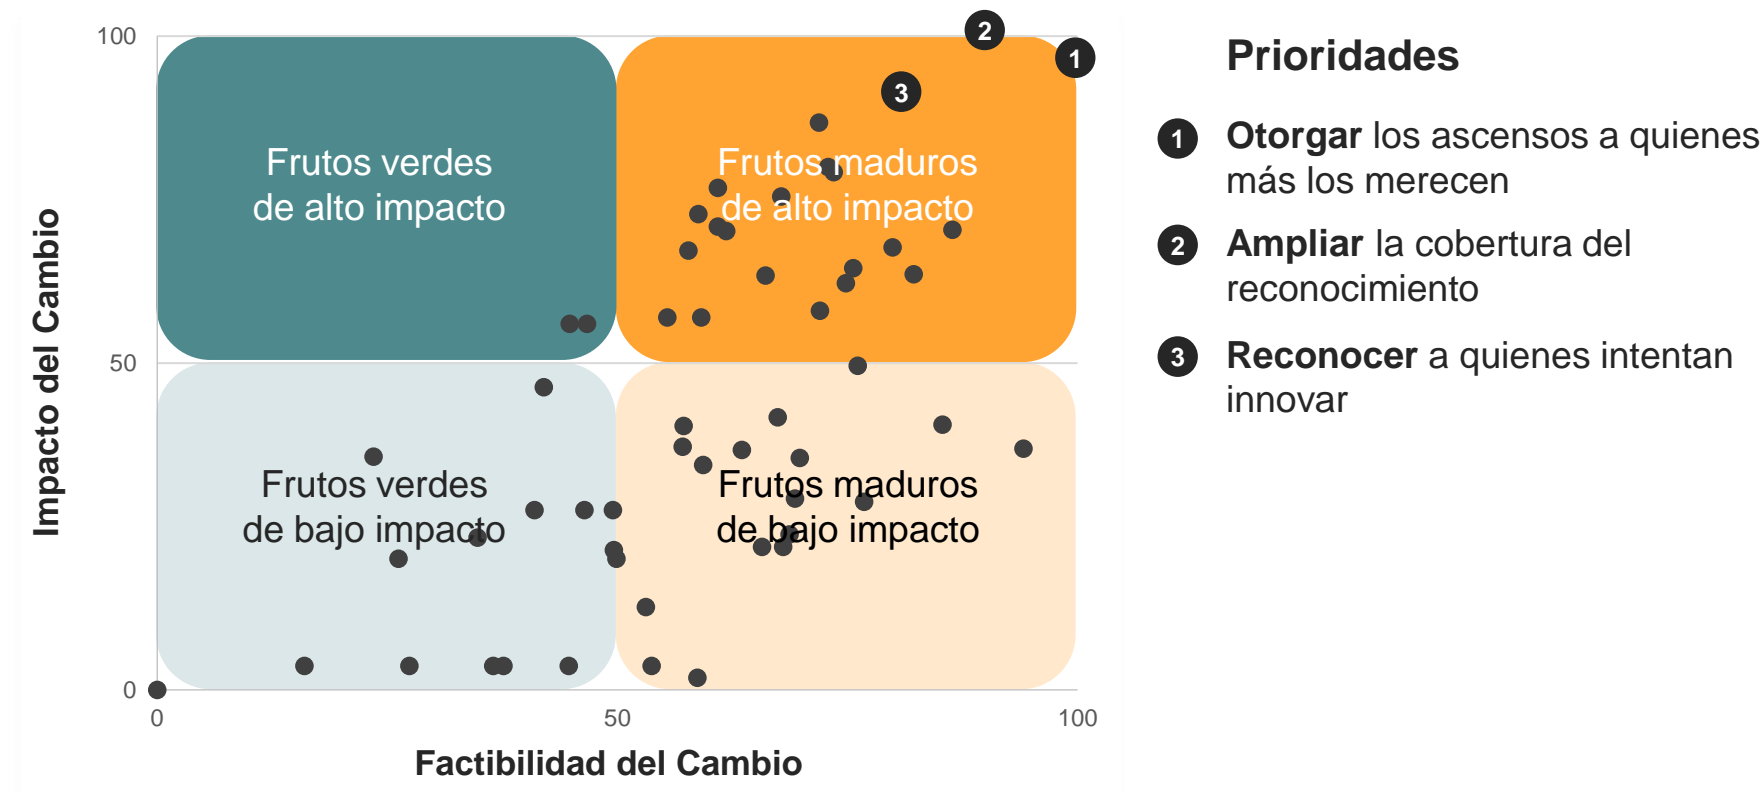 100
50
0
0
50
100
Impacto del Cambio
Factibilidad del Cambio
Frutos verdes
de alto impacto
Frutos maduros
de alto impacto
Frutos verdes
de bajo impacto
Frutos maduros
de bajo impacto
2
1
3
Prioridades
1 Otorgar los ascensos a quienes
más los merecen
2 Ampliar la cobertura del
reconocimiento
3 Reconocer a quienes intentan
innovar